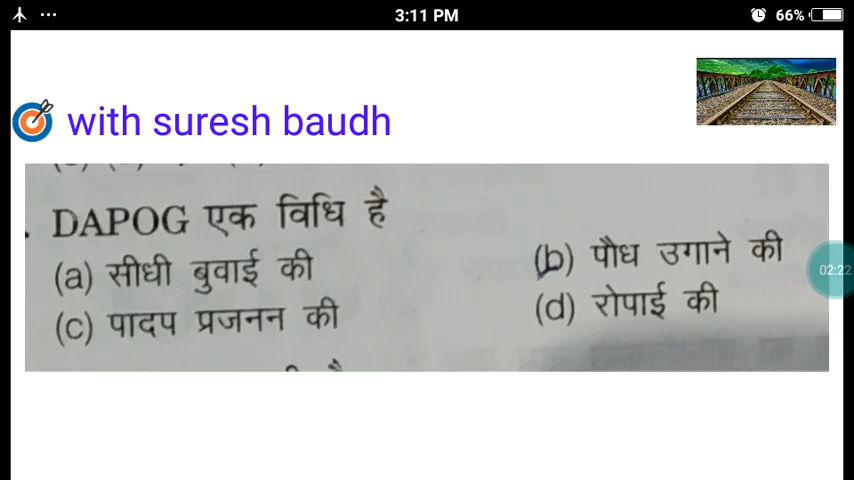 3:11 PM
66%
with suresh baudh
DAPOG एक विधि है
(a) सीधी बुवाई की
(b) पौध उगाने की
(c) पादप प्रजनन की
(d) रोपाई की
02:22